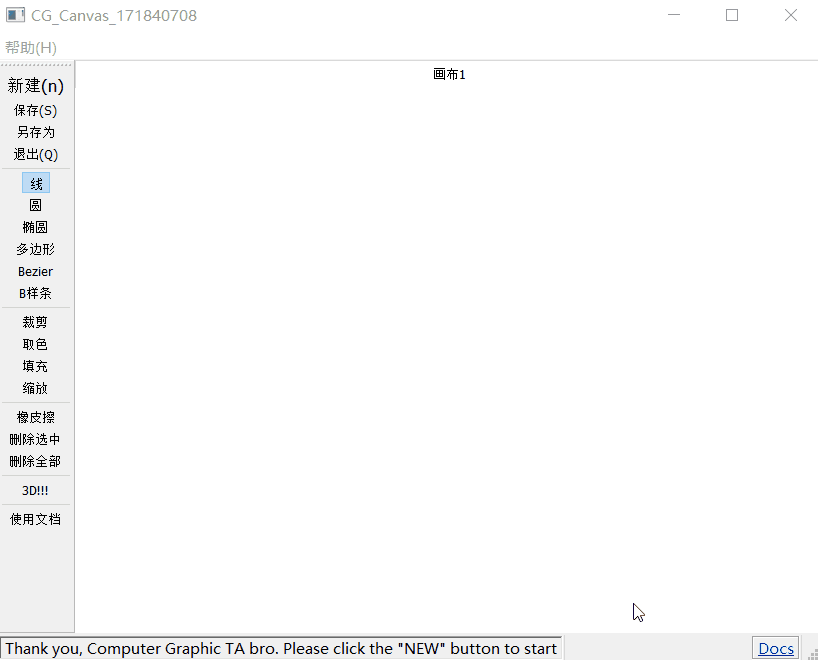 CG_Canvas_171840708
帮助(H)
新建(n)
画布1
保存(S)
另存为
退出(Q)
线
圆
椭圆
多边形
Bezier
B样条
裁剪
取色
填充
缩放
橡皮擦
删除选中
删除全部
3D!!!
使用文档
Thank you, Computer Graphic TA bro. Please click the "NEW" button to start
Docs